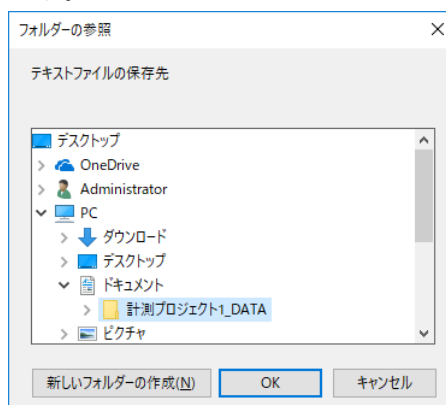 フォルダーの参照
テキストファイルの保存先
デスクトップ
OneDrive
Administrator
PC
ダウンロード
デスクトップ
ドキュメント
計測プロジェクト1_DATA
ピクチャ
新しいフォルダーの作成(N) OK キャンセル